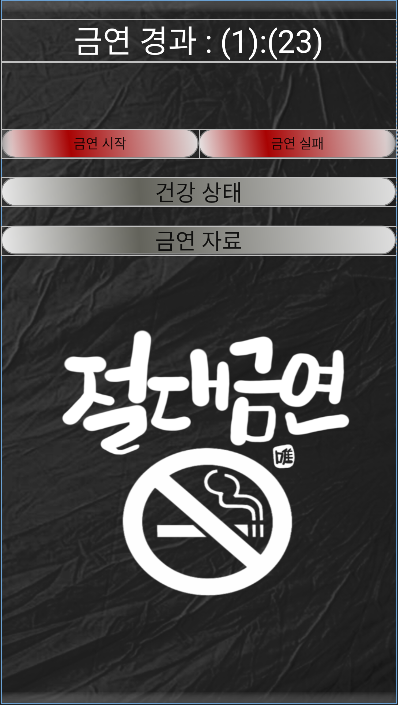 금연 경과 : (1):(23)
금연 시작 금연 실패
건강 상태
금연 자료
절대금연
唯